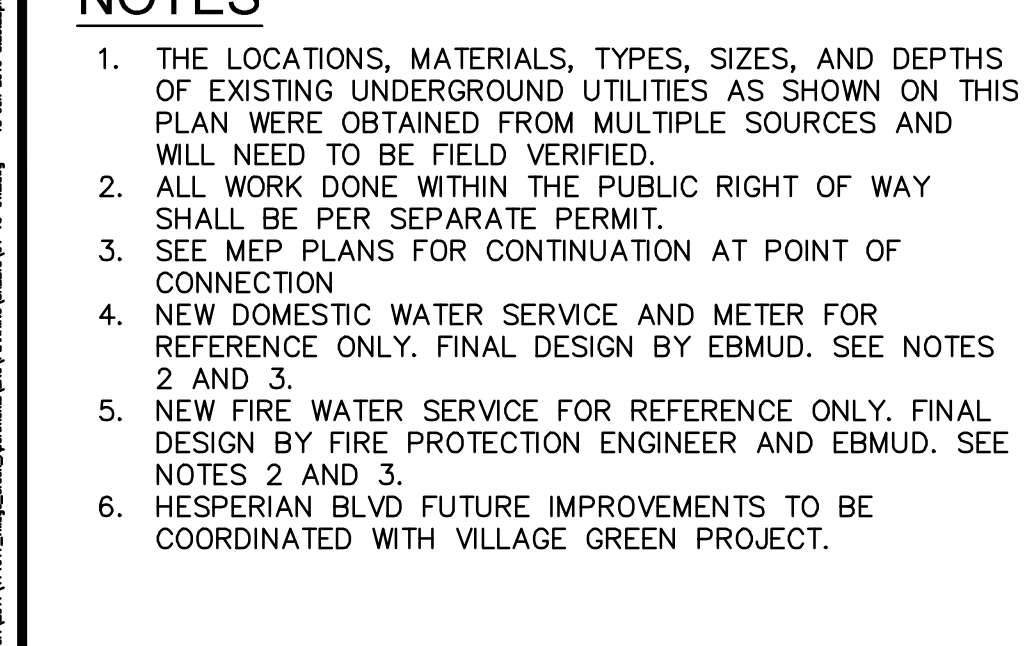 NOTES
1. THE LOCATIONS, MATERIALS, TYPES, SIZES, AND DEPTHS
OF EXISTING UNDERGROUND UTILITIES AS SHOWN ON THIS
PLAN WERE OBTAINED FROM MULTIPLE SOURCES AND
WILL NEED TO BE FIELD VERIFIED.
2. ALL WORK DONE WITHIN THE PUBLIC RIGHT OF WAY
SHALL BE PER SEPARATE PERMIT.
3. SEE MEP PLANS FOR CONTINUATION AT POINT OF
CONNECTION
4. NEW DOMESTIC WATER SERVICE AND METER FOR
REFERENCE ONLY. FINAL DESIGN BY EBMUD. SEE NOTES
2 AND 3.
5. NEW FIRE WATER SERVICE FOR REFERENCE ONLY. FINAL
DESIGN BY FIRE PROTECTION ENGINEER AND EBMUD. SEE
NOTES 2 AND 3.
6. HESPERIAN BLVD FUTURE IMPROVEMENTS TO BE
COORDINATED WITH VILLAGE GREEN PROJECT.